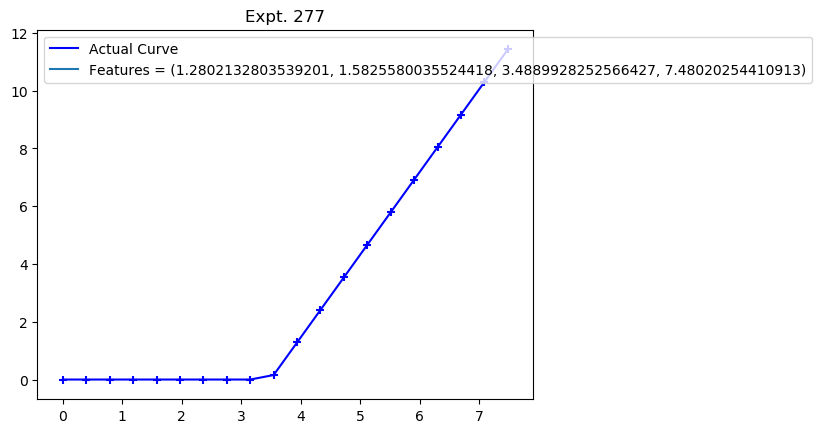 Expt. 277
Actual Curve
Features = (1.2802132803539201, 1.5825580035524418, 3.4889928252566427, 7.48020254410913)
12
10
8
6
4
2
0
0 1 2 3 4 5 6 7